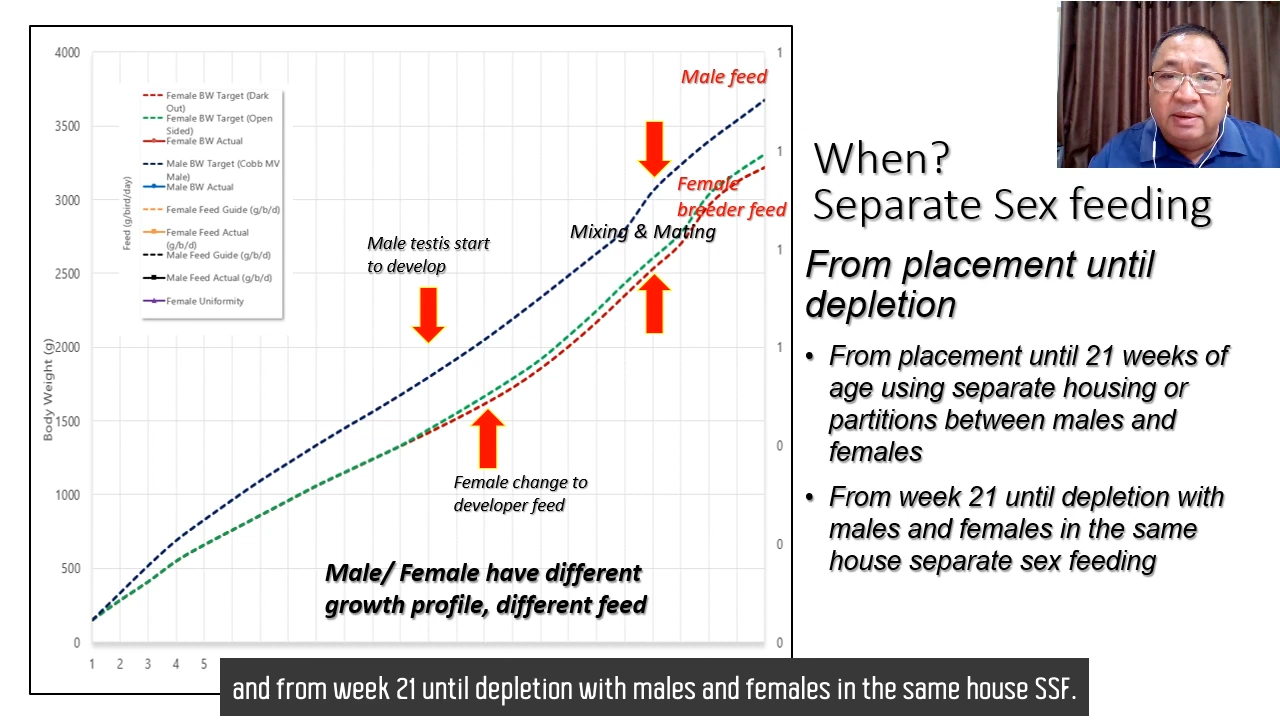 4000
3500
3000
2500
2000
1500
1000
500
0
Body Weight (g)
Feed (g/bird/day)
Female BW Target (Dark
Out)
Female BW Target (Open
Sided)
Female BW Actual
Male BW Target (Cobb MV
Male)
Male BW Actual
Female Feed Guide (g/b/d)
Female Feed Actual
(g/b/d)
Male Feed Guide (g/b/d)
Male Feed Actual (g/b/d)
Female Uniformity
Male feed
Female
breeder feed
Mixing & Mating
Male testis start
to develop
Female change to
developer feed
Male/ Female have different
growth profile, different feed
1
1
1
1
0
0
0
1 2 3 4 5
When?
Separate Sex feeding
From placement until
depletion
• From placement until 21 weeks of
age using separate housing or
partitions between males and
females
• From week 21 until depletion with
males and females in the same
house separate sex feeding
and from week 21 until depletion with males and females in the same house SSF.